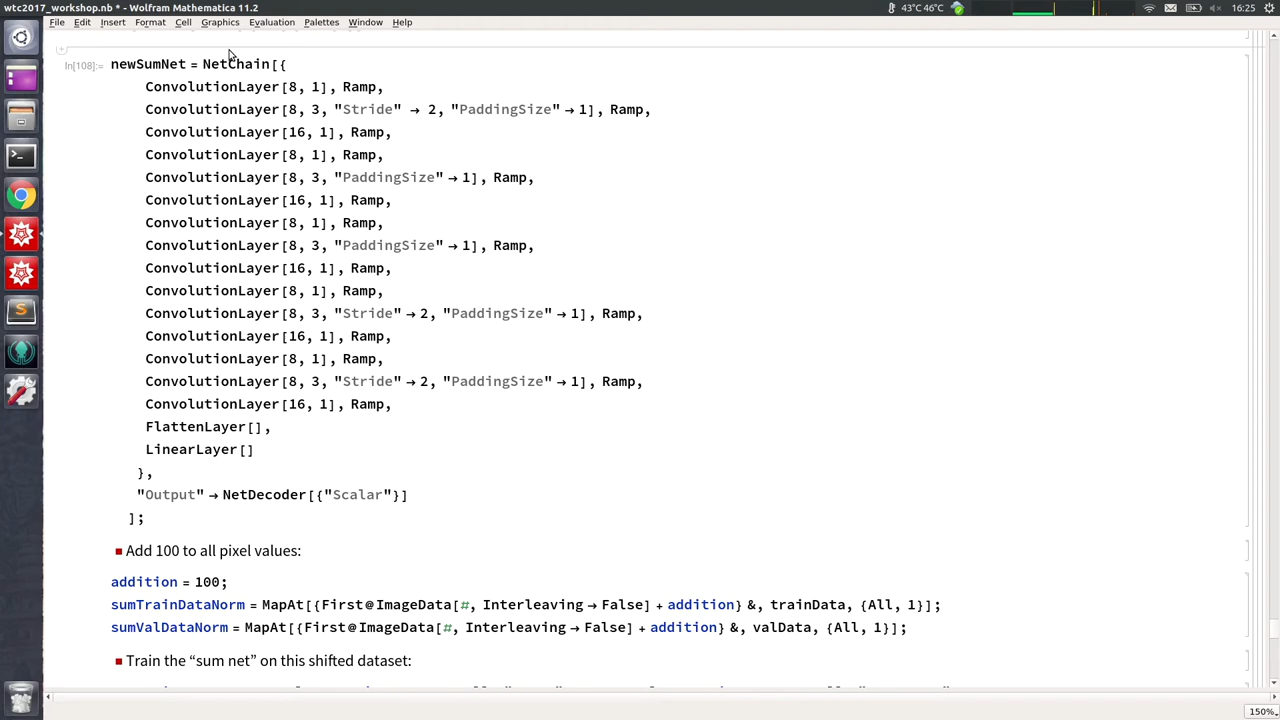 wtc2017_workshop.nb * - Wolfram Mathematica 11.2
43°C 46°C
16:25
File Edit Insert Format Cell Graphics Evaluation Palettes Window Help
In[108]:= newSumNet = NetChain[{
ConvolutionLayer[8, 1], Ramp,
ConvolutionLayer[8, 3, "Stride" → 2, "PaddingSize" → 1], Ramp,
ConvolutionLayer[16, 1], Ramp,
ConvolutionLayer[8, 1], Ramp,
ConvolutionLayer[8, 3, "PaddingSize" → 1], Ramp,
ConvolutionLayer[16, 1], Ramp,
ConvolutionLayer[8, 1], Ramp,
ConvolutionLayer[8, 3, "PaddingSize" → 1], Ramp,
ConvolutionLayer[16, 1], Ramp,
ConvolutionLayer[8, 1], Ramp,
ConvolutionLayer[8, 3, "Stride" → 2, "PaddingSize" → 1], Ramp,
ConvolutionLayer[16, 1], Ramp,
ConvolutionLayer[8, 1], Ramp,
ConvolutionLayer[8, 3, "Stride" → 2, "PaddingSize" → 1], Ramp,
ConvolutionLayer[16, 1], Ramp,
FlattenLayer[],
LinearLayer[]
},
"Output" → NetDecoder[{"Scalar"}]
];
Add 100 to all pixel values:
addition = 100;
sumTrainDataNorm = MapAt[{First@ImageData[#, Interleaving → False] + addition} &, trainData, {All, 1}];
sumValDataNorm = MapAt[{First@ImageData[#, Interleaving → False] + addition} &, valData, {All, 1}];
Train the “sum net” on this shifted dataset:
150%